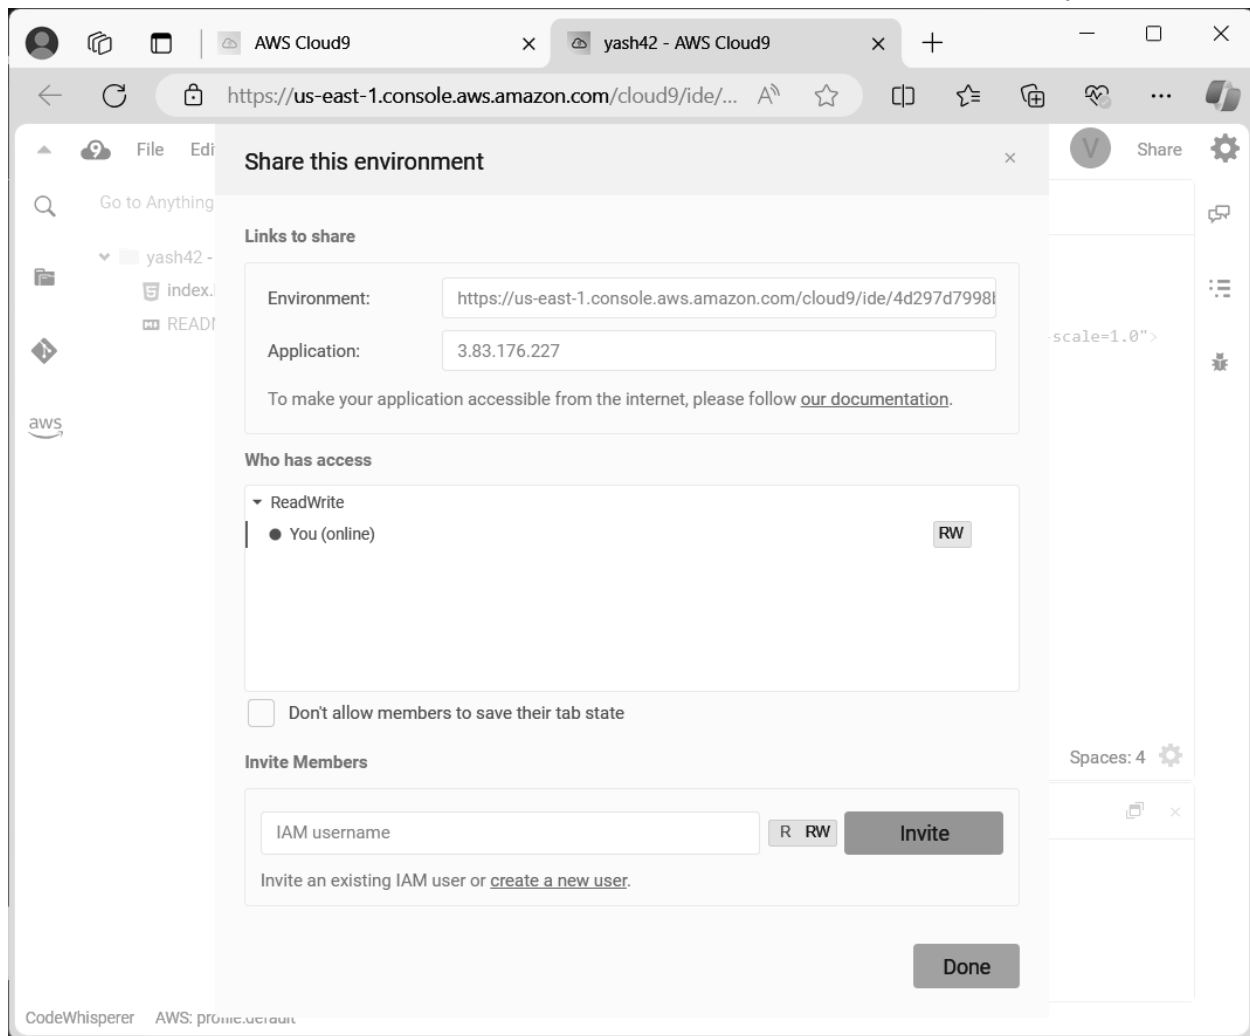 AWS Cloud9
yash42 - AWS Cloud9
https://us-east-1.console.aws.amazon.com/cloud9/ide/...
File
V
Share
Share this environment
Go to Anything
Links to share
yash42 -
index.
Environment: https://us-east-1.console.aws.amazon.com/cloud9/ide/4d297d7998
Application: 3.83.176.227
scale=1.0">
To make your application accessible from the internet, please follow our documentation.
aws
Who has access
ReadWrite
You (online) RW
Don't allow members to save their tab state
Invite Members
Spaces: 4
IAM username R RW Invite
Invite an existing IAM user or create a new user.
Done
CodeWhisperer AWS: profile:default